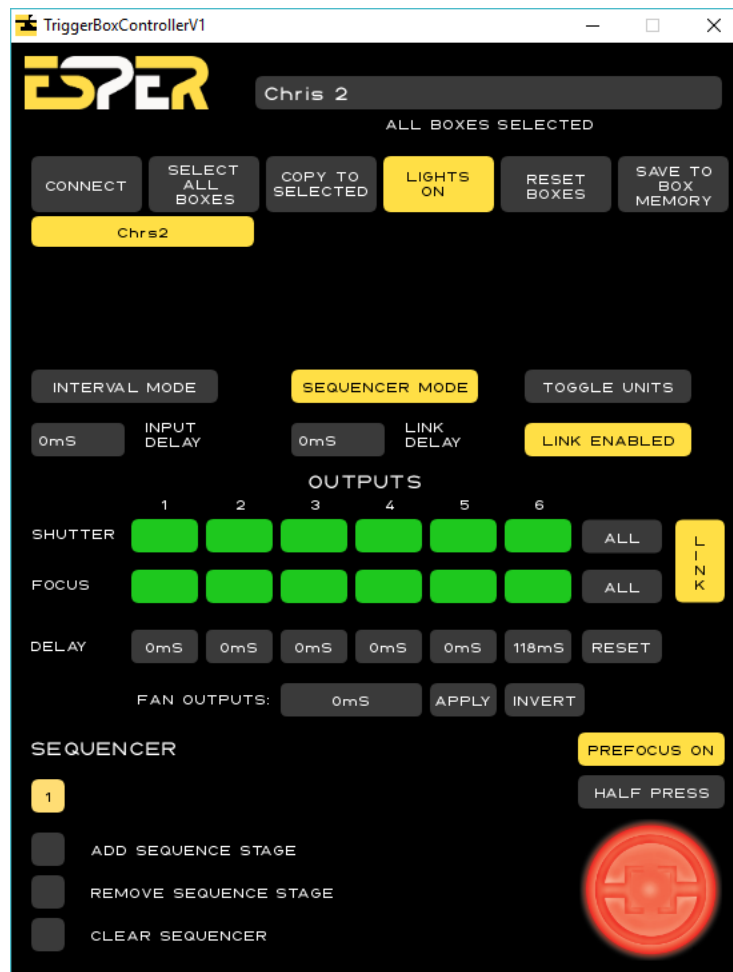 TriggerBoxControllerV1
ESPER
Chris 2
ALL BOXES SELECTED
CONNECT
SELECT
ALL
BOXES
COPY TO
SELECTED
LIGHTS
ON
RESET
BOXES
SAVE TO
BOX
MEMORY
Chrs2
INTERVAL MODE
SEQUENCER MODE
TOGGLE UNITS
0mS
INPUT
DELAY
0mS
LINK
DELAY
LINK ENABLED
OUTPUTS
1 2 3 4 5 6
SHUTTER
ALL
FOCUS
ALL
LINK
DELAY 0mS 0mS 0mS 0mS 0mS 118mS RESET
FAN OUTPUTS: 0mS APPLY INVERT
SEQUENCER
PREFOCUS ON
1
HALF PRESS
ADD SEQUENCE STAGE
REMOVE SEQUENCE STAGE
CLEAR SEQUENCER